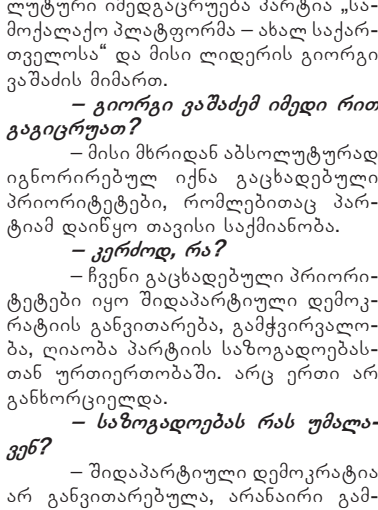 ლუტური იმედგაცრუება პარტია „სა-
მოქალაქო პლატფორმა – ახალ საქარ-
თველოსა“ და მისი ლიდერის გიორგი
ვაშაძის მიმართ.
– გიორგი ვაშაძემ იმედი რით
გაგიცრუათ?
– მისი მხრიდან აბსოლუტურად
იგნორირებულ იქნა გაცხადებული
პრიორიტეტები, რომლებითაც პარ-
ტიამ დაიწყო თავისი საქმიანობა.
– კერძოდ, რა?
– ჩვენი გაცხადებული პრიორი-
ტეტები იყო შიდაპარტიული დემოკ-
რატიის განვითარება, გამჭვირვალო-
ბა, ღიაობა პარტიის საზოგადოებას-
თან ურთიერთობაში. არც ერთი არ
განხორციელდა.
– საზოგადოებას რას უმალა-
ვენ?
– შიდაპარტიული დემოკრატია
არ განვითარებულა, არანაირი გამ-